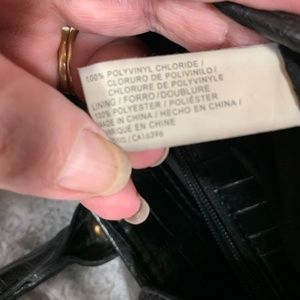 100% POLYVINYL CHLORIDE /
CLORURO DE POLIVINILO/
CHLORURE DE POLYVINYLE
LINING / FORRO / DOUBLURE
100% POLYESTER / POLIÉSTER
MADE IN CHINA / HECHO EN CHINA /
EN CHINE
/ CA16396